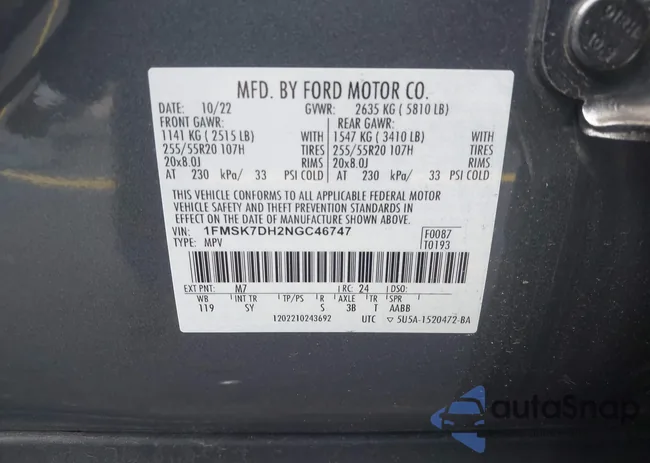 MFD. BY FORD MOTOR CO.
DATE: 10/22 GVWR: 2635 KG ( 5810 LB)
FRONT GAWR: REAR GAWR:
1141 KG ( 2515 LB) WITH 1547 KG ( 3410 LB) WITH
255/55R20 107H TIRES 255/55R20 107H TIRES
20x8.0J RIMS 20x8.0J RIMS
AT 230 kPa/ 33 PSI COLD AT 230 kPa/ 33 PSI COLD
THIS VEHICLE CONFORMS TO ALL APPLICABLE FEDERAL MOTOR
VEHICLE SAFETY AND THEFT PREVENTION STANDARDS IN
EFFECT ON THE DATE OF MANUFACTURE SHOWN ABOVE.
VIN: 1FMSK7DH2NGC46747 F0087
TYPE: MPV T0193
EXT PNT: M7 RC: 24
WB INT TR TP/PS R AXLE TR SPR
119 SY S 3B T AABB
1202210243692 UTC ▽ 5U5A-1520472-BA
autoSnap